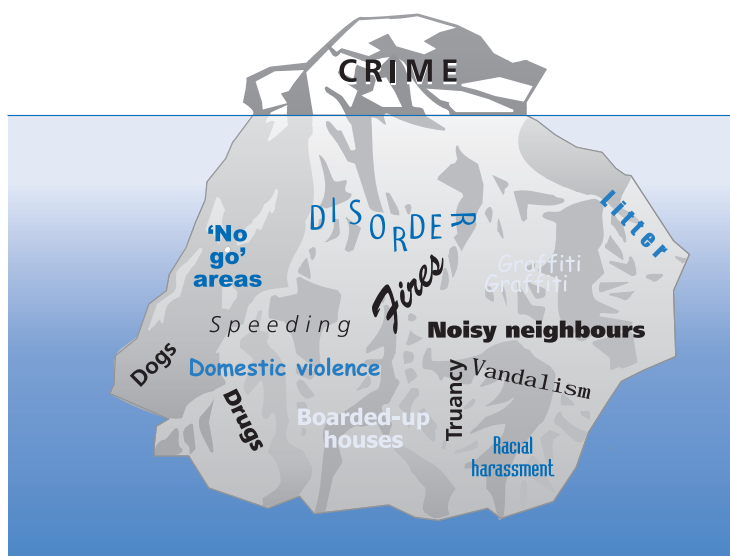 CRIME
DISORDER
Litter
'No
go'
areas
Graffiti
Graffiti
Fires
Speeding
Noisy neighbours
Dogs
Domestic violence
Truancy
Vandalism
Drugs
Boarded-up
houses
Racial
harassment